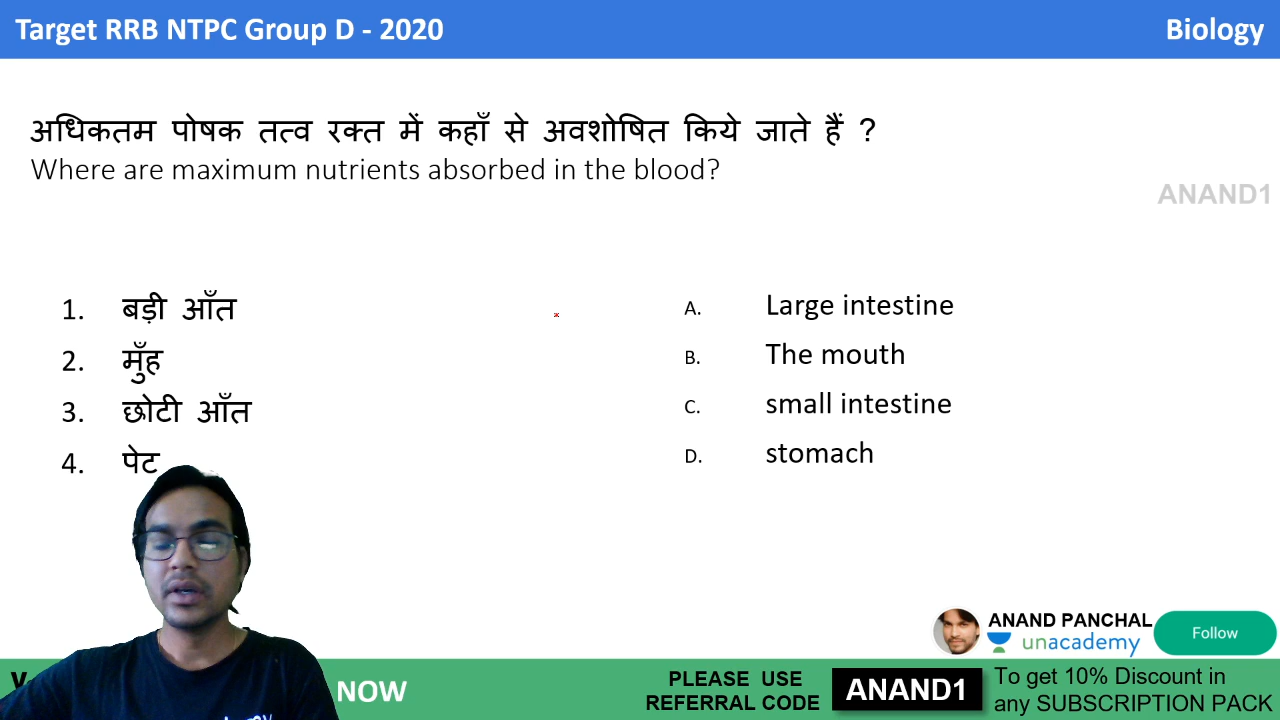 Target RRB NTPC Group D - 2020
Biology
अधिकतम पोषक तत्व रक्त में कहाँ से अवशोषित किये जाते हैं ?
Where are maximum nutrients absorbed in the blood?
ANAND1
1. बड़ी आँत
2. मुँह
3. छोटी आँत
4. पेट
A. Large intestine
B. The mouth
C. small intestine
D. stomach
ANAND PANCHAL
unacademy
Follow
NOW
PLEASE USE
REFERRAL CODE
ANAND1
To get 10% Discount in
any SUBSCRIPTION PACK